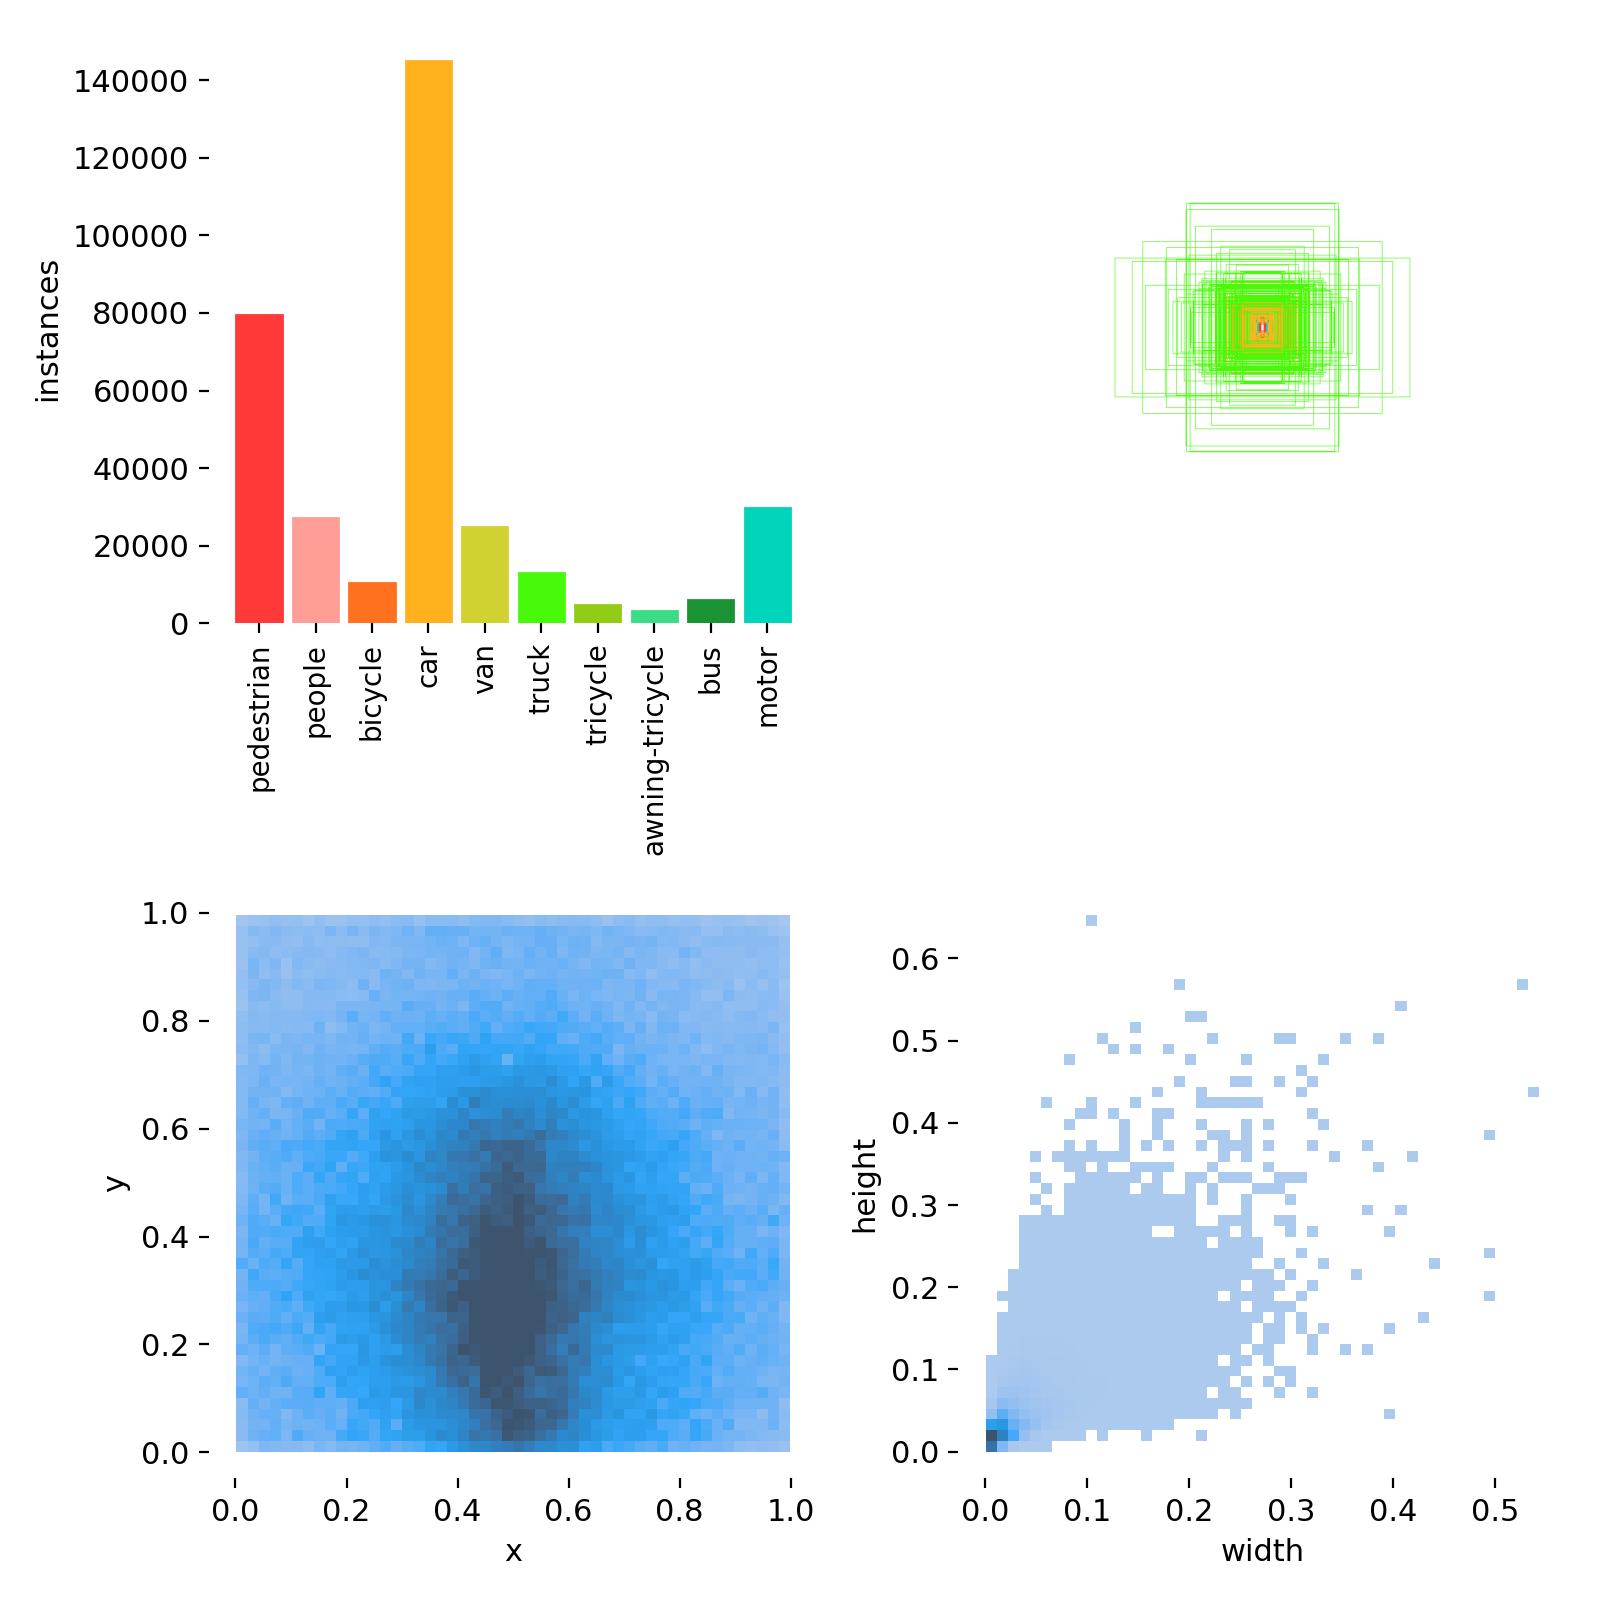 140000
120000
100000
80000
60000
40000
20000
0
instances
pedestrian
people
bicycle
car
van
truck
tricycle
awning-tricycle
bus
motor
1.0
0.8
0.6
0.4
0.2
0.0
y
0.0 0.2 0.4 0.6 0.8 1.0
x
0.6
0.5
0.4
0.3
0.2
0.1
0.0
height
0.0 0.1 0.2 0.3 0.4 0.5
width